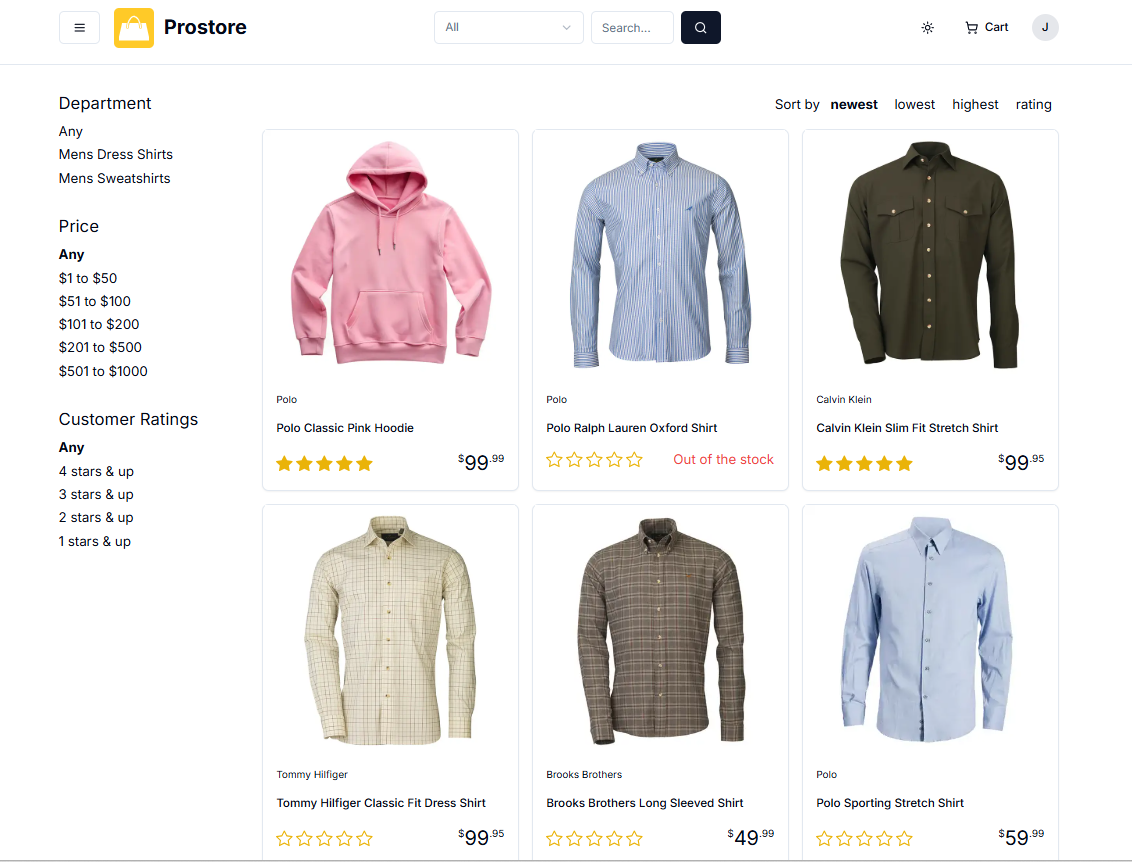 Prostore
All
Search...
Cart
J
Department
Any
Mens Dress Shirts
Mens Sweatshirts
Price
Any
$1 to $50
$51 to $100
$101 to $200
$201 to $500
$501 to $1000
Customer Ratings
Any
4 stars & up
3 stars & up
2 stars & up
1 stars & up
Sort by newest lowest highest rating
Polo
Polo Classic Pink Hoodie
$99.99
Polo
Polo Ralph Lauren Oxford Shirt
Out of the stock
Calvin Klein
Calvin Klein Slim Fit Stretch Shirt
$99.95
Tommy Hilfiger
Tommy Hilfiger Classic Fit Dress Shirt
$99.95
Brooks Brothers
Brooks Brothers Long Sleeved Shirt
$49.99
Polo
Polo Sporting Stretch Shirt
$59.99